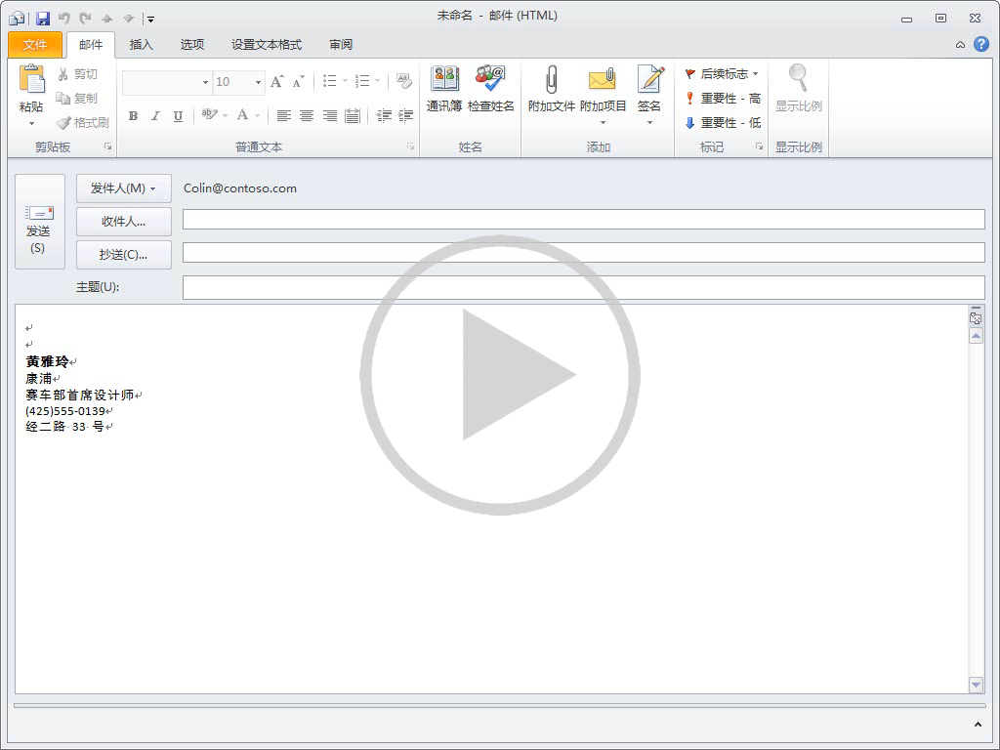 未命名 - 邮件 (HTML)
文件 邮件 插入 选项 设置文本格式 审阅
粘贴
剪切
复制
格式刷
剪贴板
10
B I U ab A
普通文本
通讯簿 检查姓名
姓名
附加文件 附加项目 签名
添加
后续标志
重要性 - 高
重要性 - 低
标记
显示比例
显示比例
发送
(S)
发件人(M) Colin@contoso.com
收件人...
抄送(C)...
主题(U):
黄雅玲
康浦
赛车部首席设计师
(425)555-0139
经二路 33 号